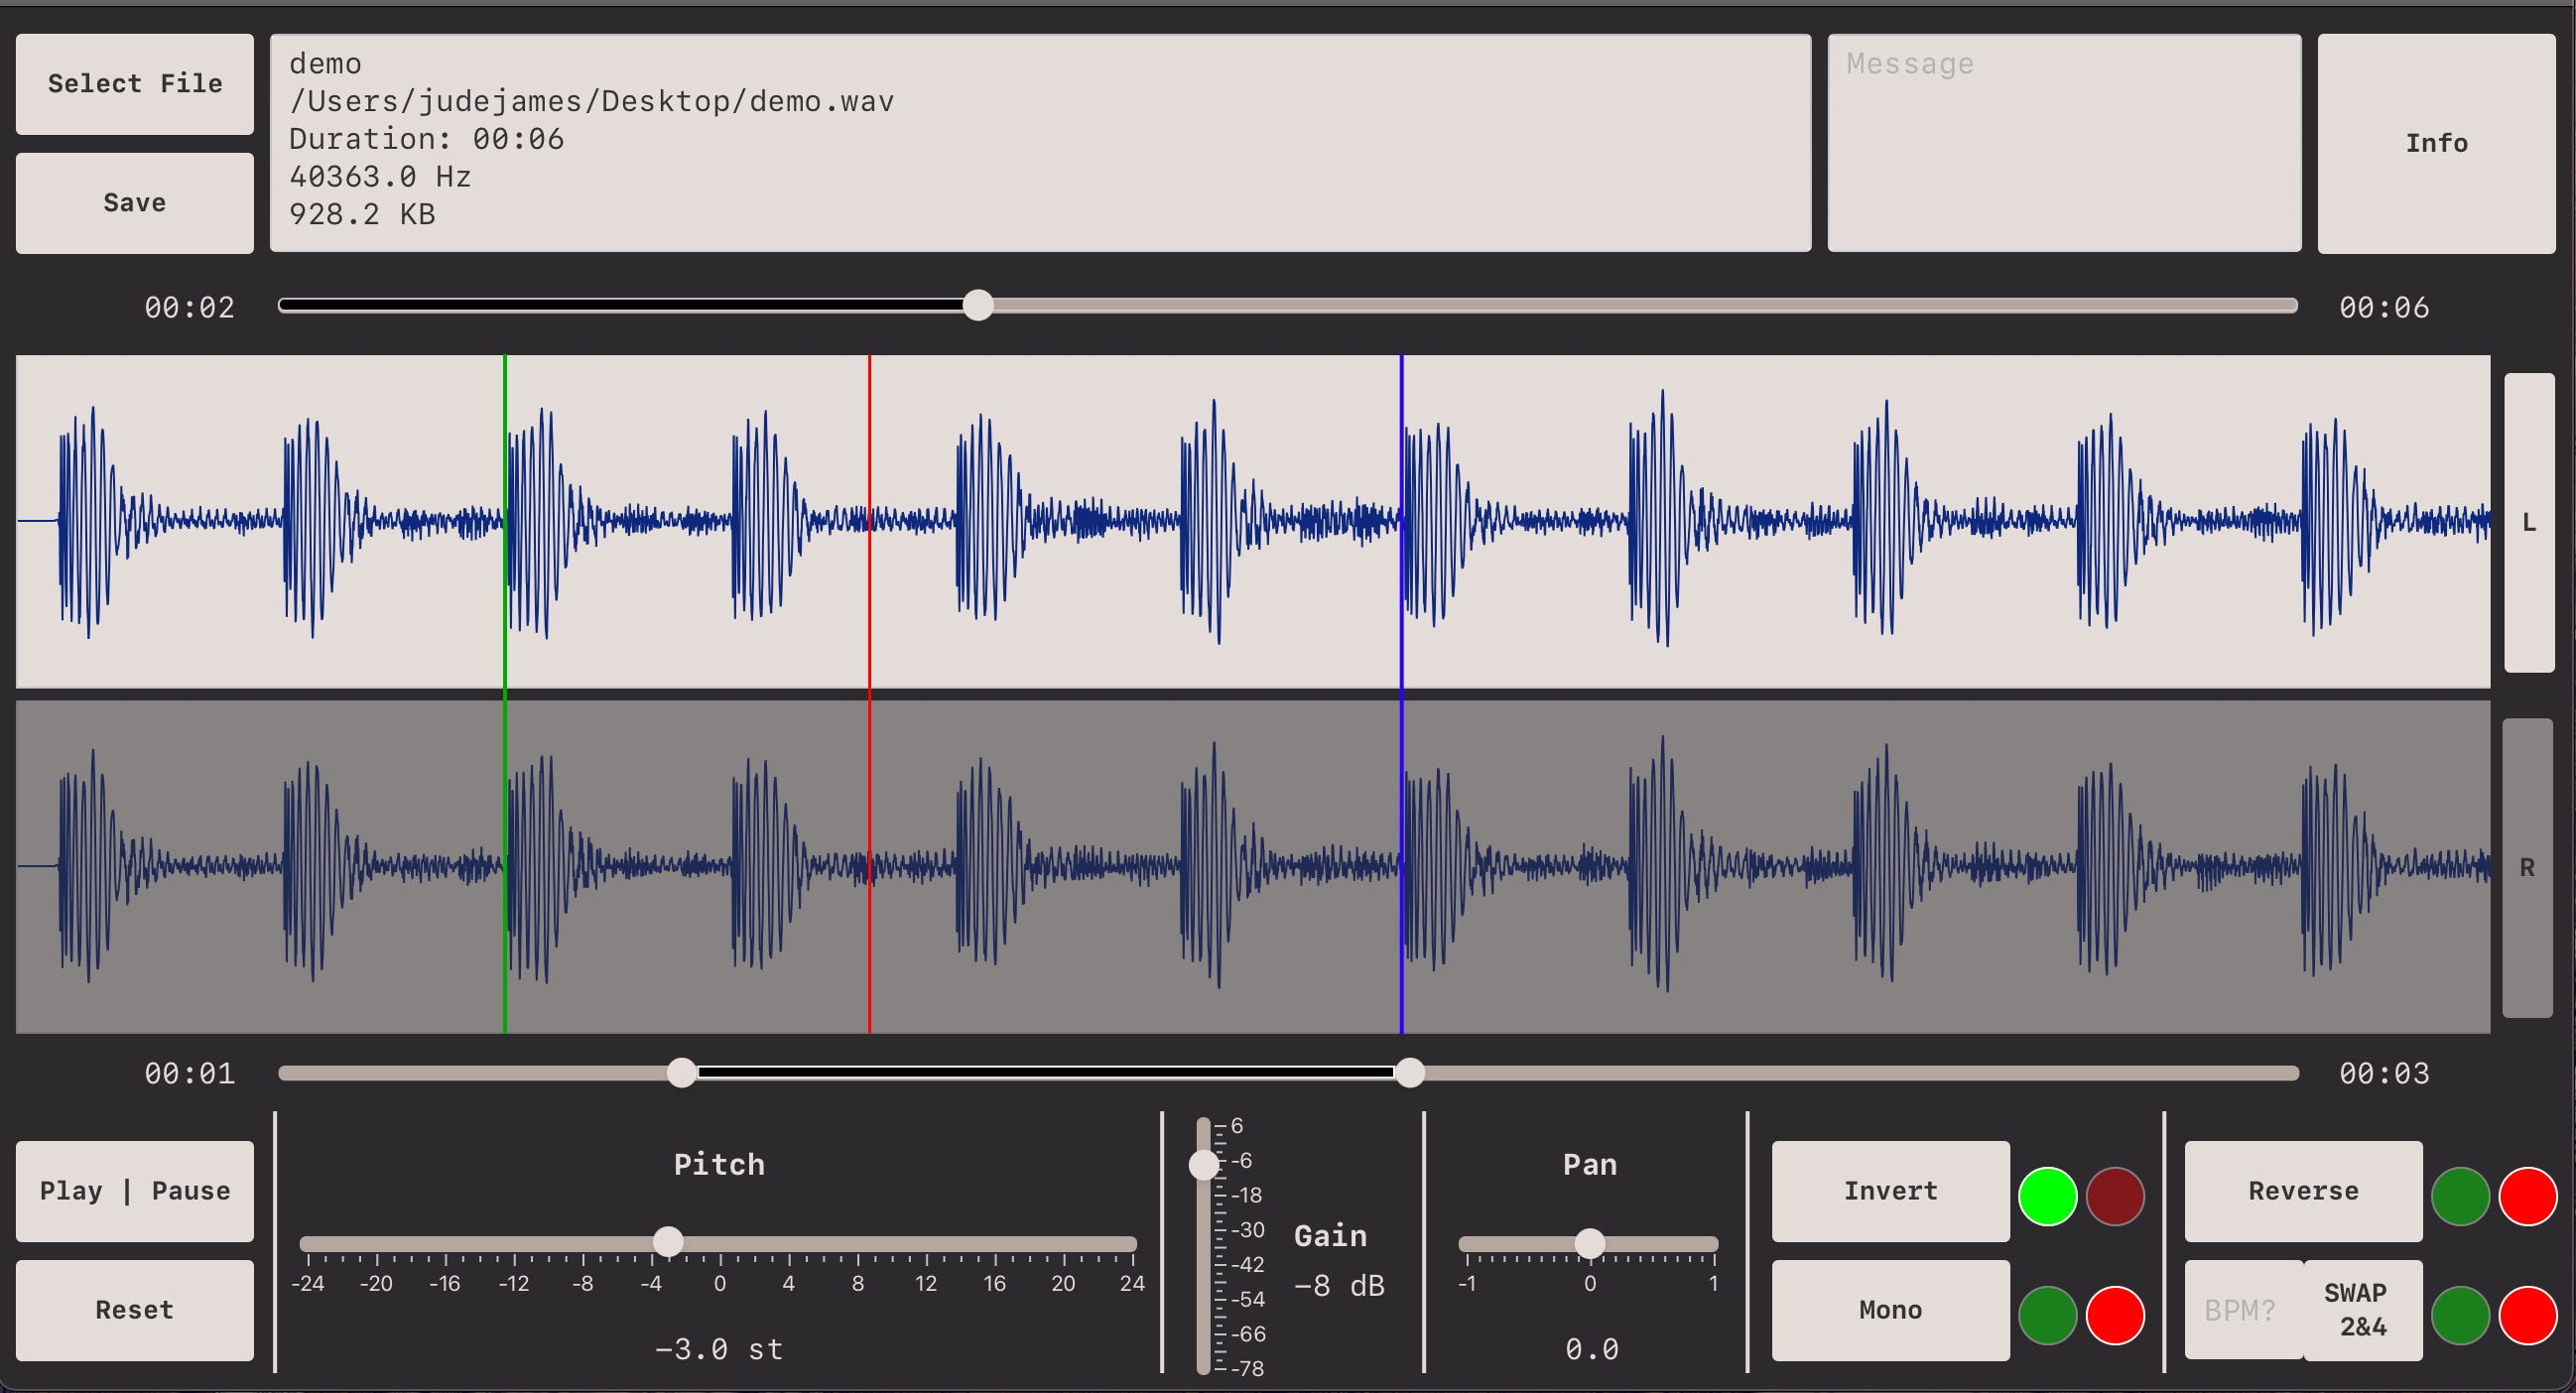 Select File
demo
/Users/judejames/Desktop/demo.wav
Duration: 00:06
40363.0 Hz
928.2 KB
Message
Info
Save
00:02
00:06
L
R
00:01
00:03
Play | Pause
Reset
Pitch
-24 -20 -16 -12 -8 -4 0 4 8 12 16 20 24
−3.0 st
6
-6
-18
-30
-42
-54
-66
-78
Gain
−8 dB
Pan
-1 0 1
0.0
Invert
Mono
Reverse
BPM?
SWAP
2&4